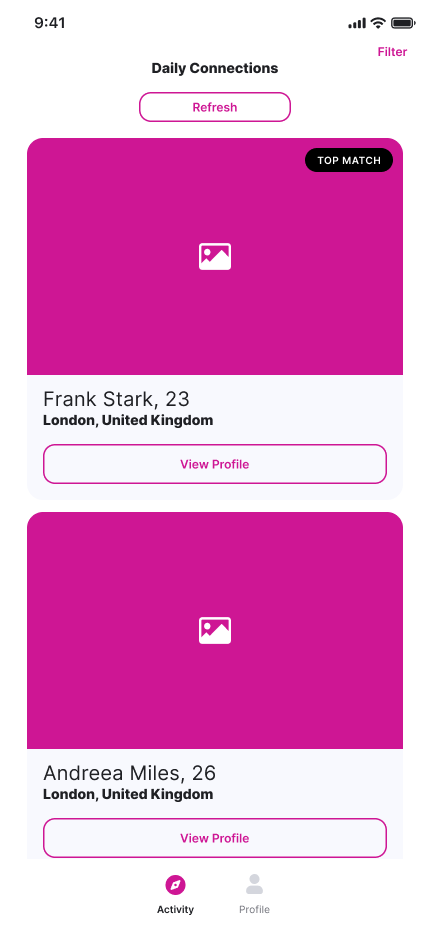 9:41
Filter
Daily Connections
Refresh
TOP MATCH
Frank Stark, 23
London, United Kingdom
View Profile
Andreea Miles, 26
London, United Kingdom
View Profile
Activity
Profile